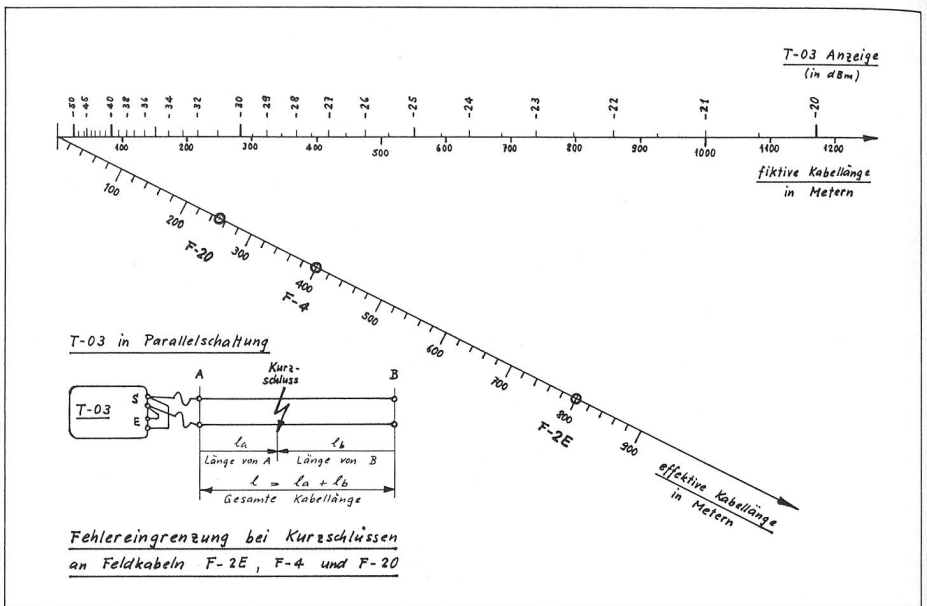 T-03 Anzeige
(in dBm)
-50 -45 -40 -38 -36 -34 -32 -30 -29 -28 -27 -26 -25 -24 -23 -22 -21 -20
100 200 300 400 500 600 700 800 900 1000 1100 1200
fiktive Kabellänge
in Metern
100 200 300 400 500 600 700 800 900
F-20
F-4
F-2E
effektive Kabellänge
in Metern
T-03 in Parallelschaltung
A
Kurz-
schluss
B
T-03
S
E
la
lb
Länge von A
Länge von B
l = la + lb
Gesamte Kabellänge
Fehlereingrenzung bei Kurzschlüssen
an Feldkabeln F-2E, F-4 und F-20